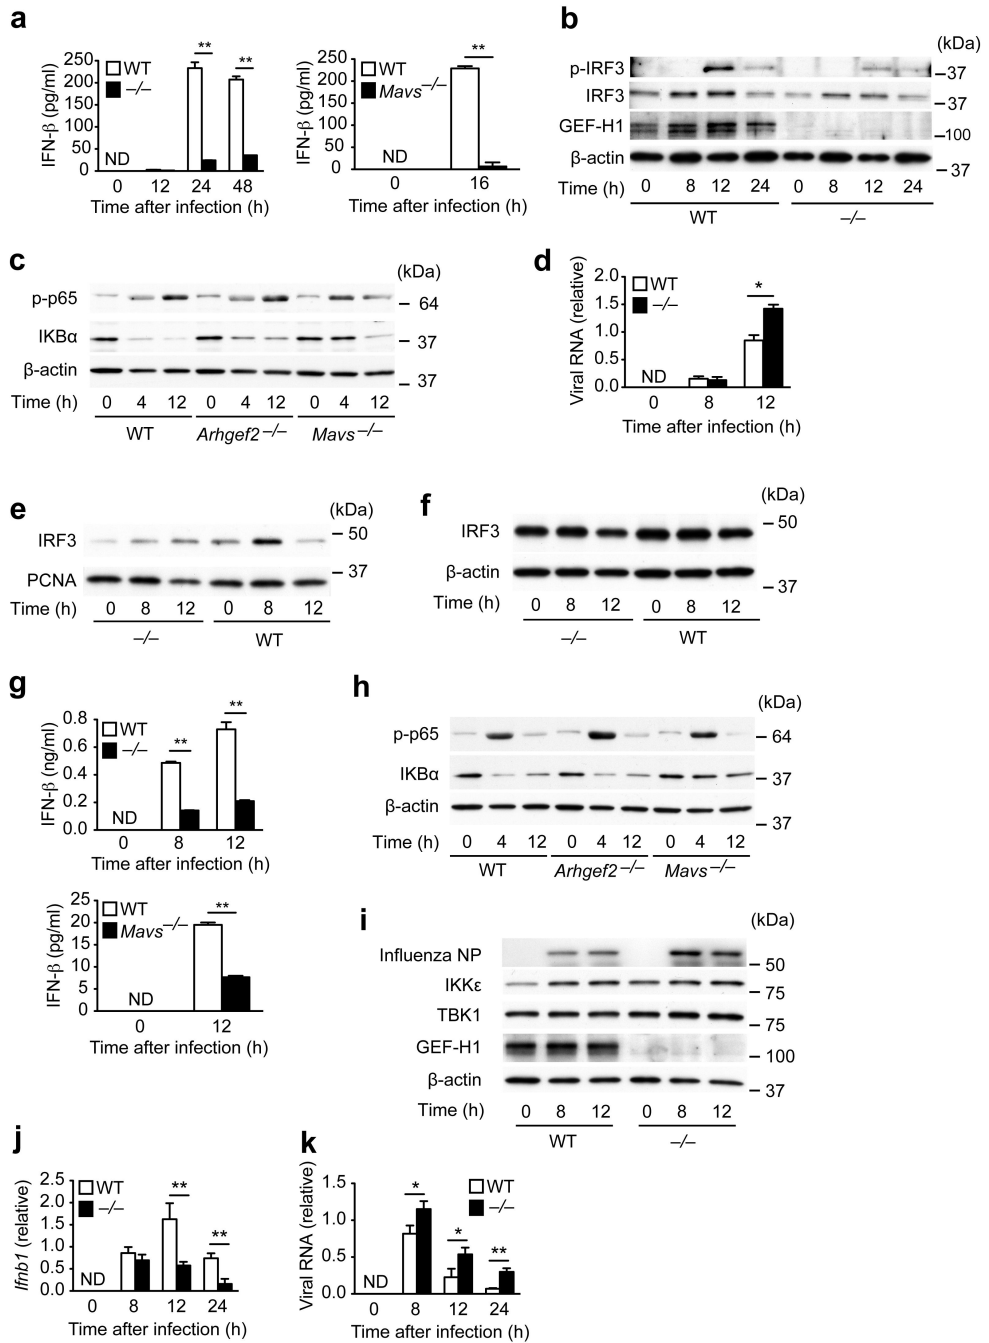 a
IFN-β (pg/ml)
250
200
150
100
50
0
WT
–/–
**
**
ND
0 12 24 48
Time after infection (h)
IFN-β (pg/ml)
250
200
150
100
50
0
WT
Mavs–/–
**
ND
0 16
Time after infection (h)
b
(kDa)
p-IRF3
37
IRF3
37
GEF-H1
100
β-actin
37
Time (h) 0 8 12 24 0 8 12 24
WT –/–
c
(kDa)
p-p65
64
IKBα
37
β-actin
37
Time (h) 0 4 12 0 4 12 0 4 12
WT Arhgef2–/– Mavs–/–
d
Viral RNA (relative)
2.0
1.5
1.0
0.5
0.0
WT
–/–
*
ND
0 8 12
Time after infection (h)
e
(kDa)
IRF3
50
PCNA
37
Time (h) 0 8 12 0 8 12
–/– WT
f
(kDa)
IRF3
50
β-actin
37
Time (h) 0 8 12 0 8 12
–/– WT
g
IFN-β (ng/ml)
0.8
0.6
0.4
0.2
0.0
WT
–/–
**
**
ND
0 8 12
Time after infection (h)
IFN-β (pg/ml)
25
20
15
10
5
0
WT
Mavs–/–
**
ND
0 12
Time after infection (h)
h
(kDa)
p-p65
64
IKBα
37
β-actin
37
Time (h) 0 4 12 0 4 12 0 4 12
WT Arhgef2–/– Mavs–/–
i
(kDa)
Influenza NP
50
IKKε
75
TBK1
75
GEF-H1
100
β-actin
37
Time (h) 0 8 12 0 8 12
WT –/–
j
Ifnb1 (relative)
2.5
2.0
1.5
1.0
0.5
0.0
WT
–/–
**
**
ND
0 8 12 24
Time after infection (h)
k
Viral RNA (relative)
1.5
1.0
0.5
0.0
WT
–/–
*
*
**
ND
0 8 12 24
Time after infection (h)